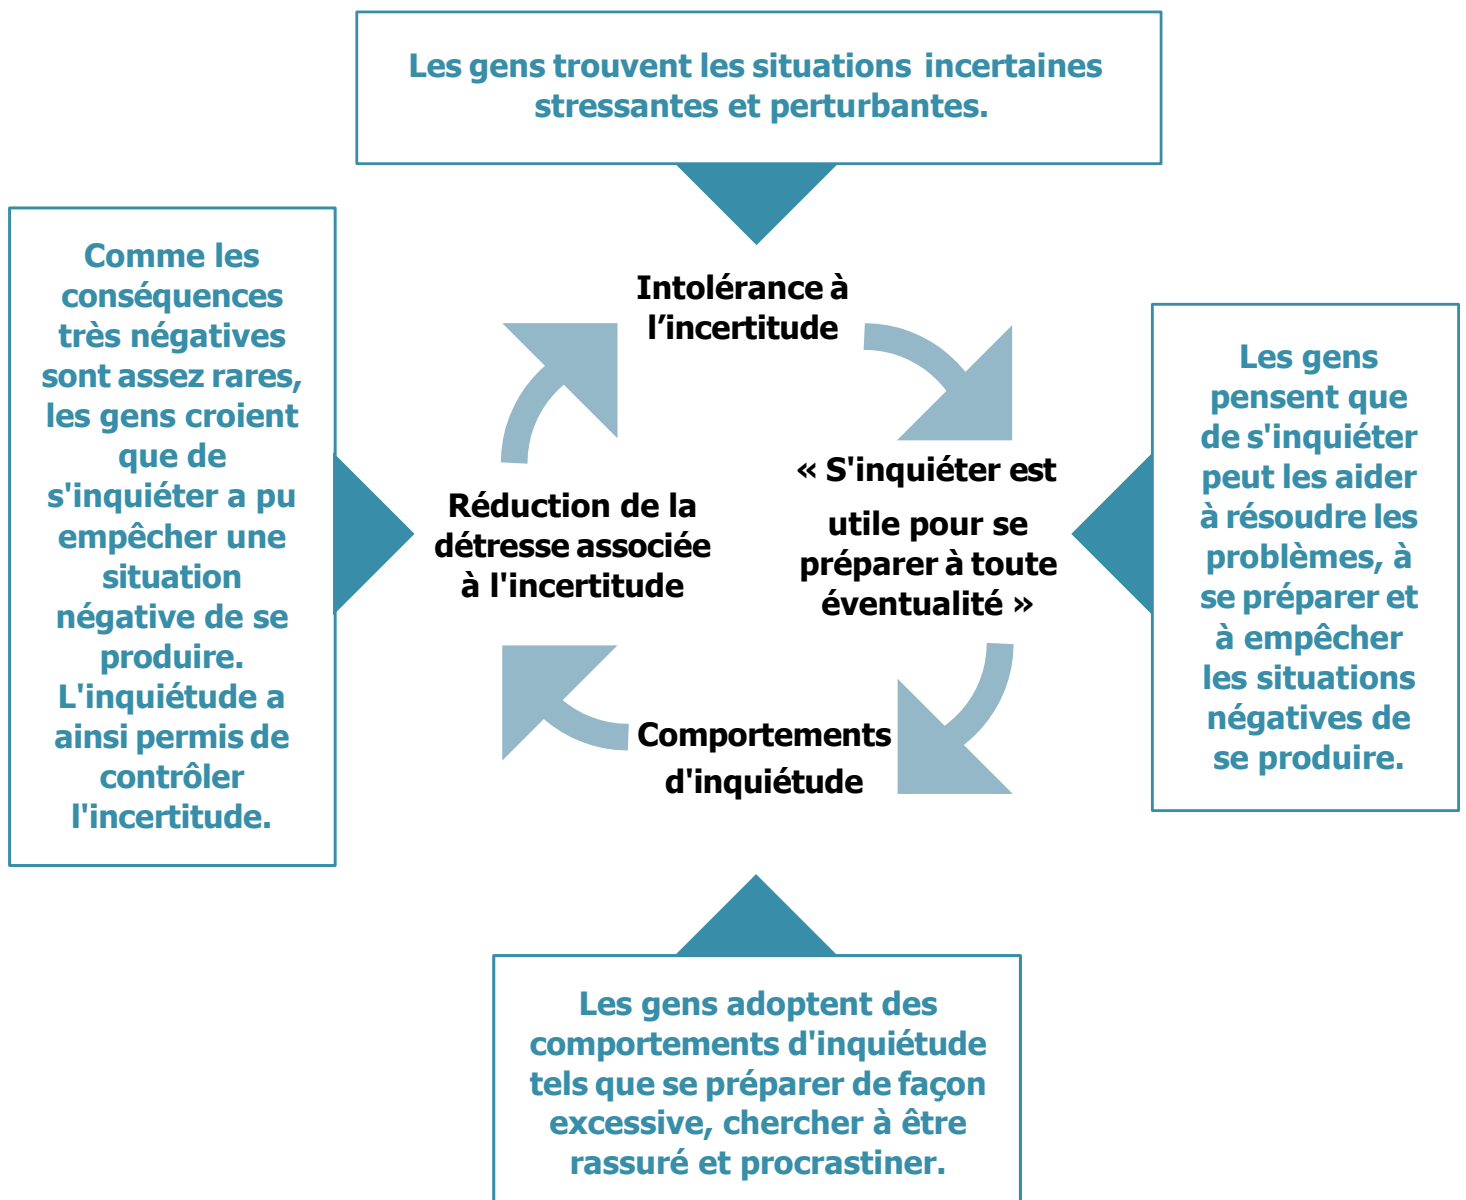 Les gens trouvent les situations incertaines
stressantes et perturbantes.
Comme les
conséquences
très négatives
sont assez rares,
les gens croient
que de
s'inquiéter a pu
empêcher une
situation
négative de se
produire.
L'inquiétude a
ainsi permis de
contrôler
l'incertitude.
Intolérance à
l’incertitude
« S'inquiéter est
utile pour se
préparer à toute
éventualité »
Réduction de la
détresse associée
à l'incertitude
Comportements
d'inquiétude
Les gens
pensent que
de s'inquiéter
peut les aider
à résoudre les
problèmes, à
se préparer et
à empêcher
les situations
négatives de
se produire.
Les gens adoptent des
comportements d'inquiétude
tels que se préparer de façon
excessive, chercher à être
rassuré et procrastiner.